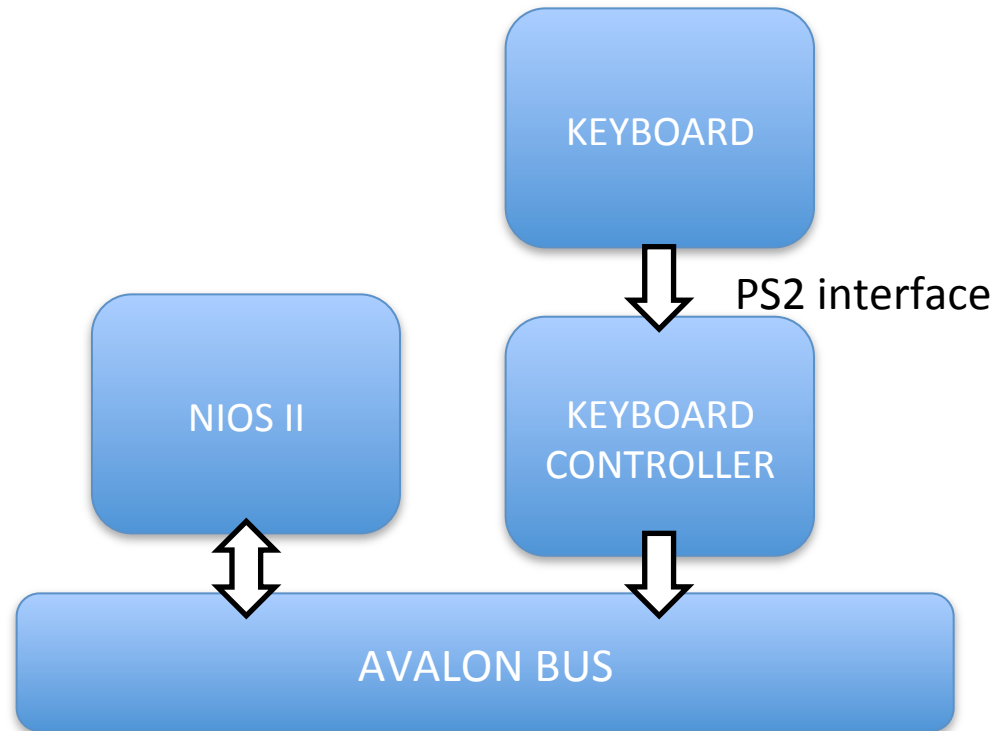 KEYBOARD
PS2 interface
NIOS II
KEYBOARD
CONTROLLER
AVALON BUS